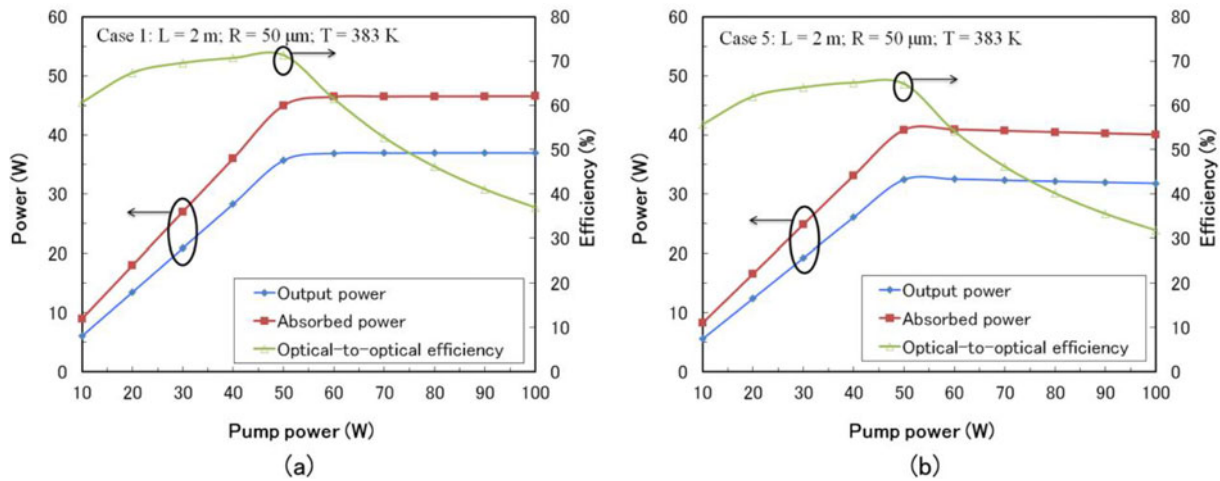 Case 1: L = 2 m; R = 50 μm; T = 383 K
60
50
40
30
20
10
0
Power (W)
80
70
60
50
40
30
20
10
0
Efficiency (%)
Output power
Absorbed power
Optical-to-optical efficiency
10 20 30 40 50 60 70 80 90 100
Pump power (W)
(a)
Case 5: L = 2 m; R = 50 μm; T = 383 K
60
50
40
30
20
10
0
Power (W)
80
70
60
50
40
30
20
10
0
Efficiency (%)
Output power
Absorbed power
Optical-to-optical efficiency
10 20 30 40 50 60 70 80 90 100
Pump power (W)
(b)